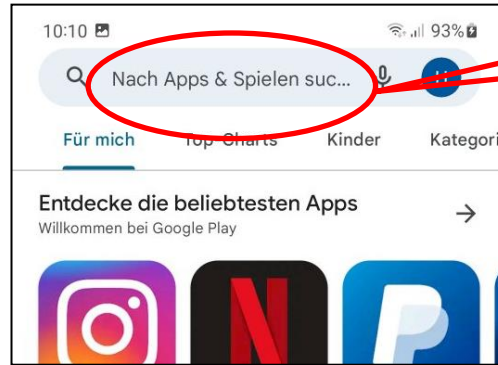 10:10 93%
Nach Apps & Spielen suc... H
Für mich Top-Charts Kinder Kategori
Entdecke die beliebtesten Apps
Willkommen bei Google Play